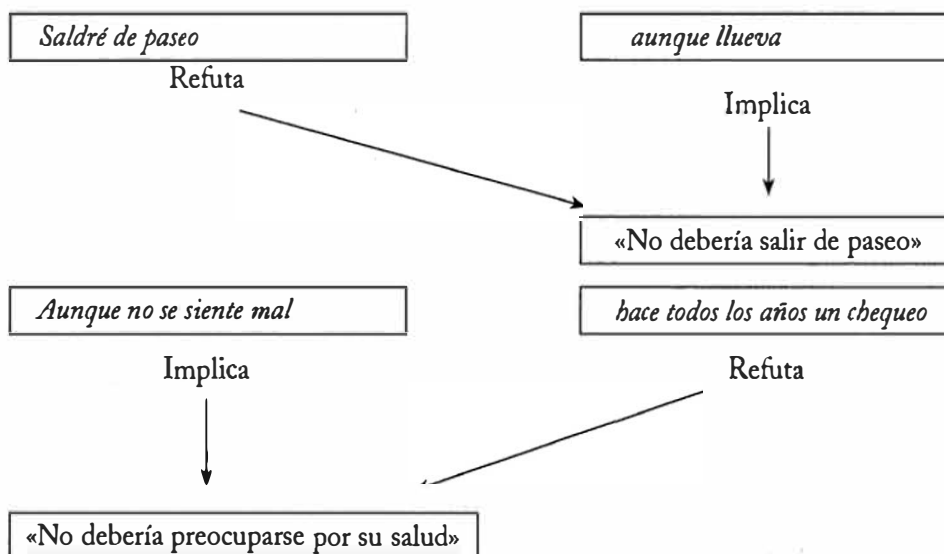 Saldré de paseo
aunque llueva
Refuta
Implica
«No debería salir de paseo»
Aunque no se siente mal
hace todos los años un chequeo
Implica
Refuta
«No debería preocuparse por su salud»